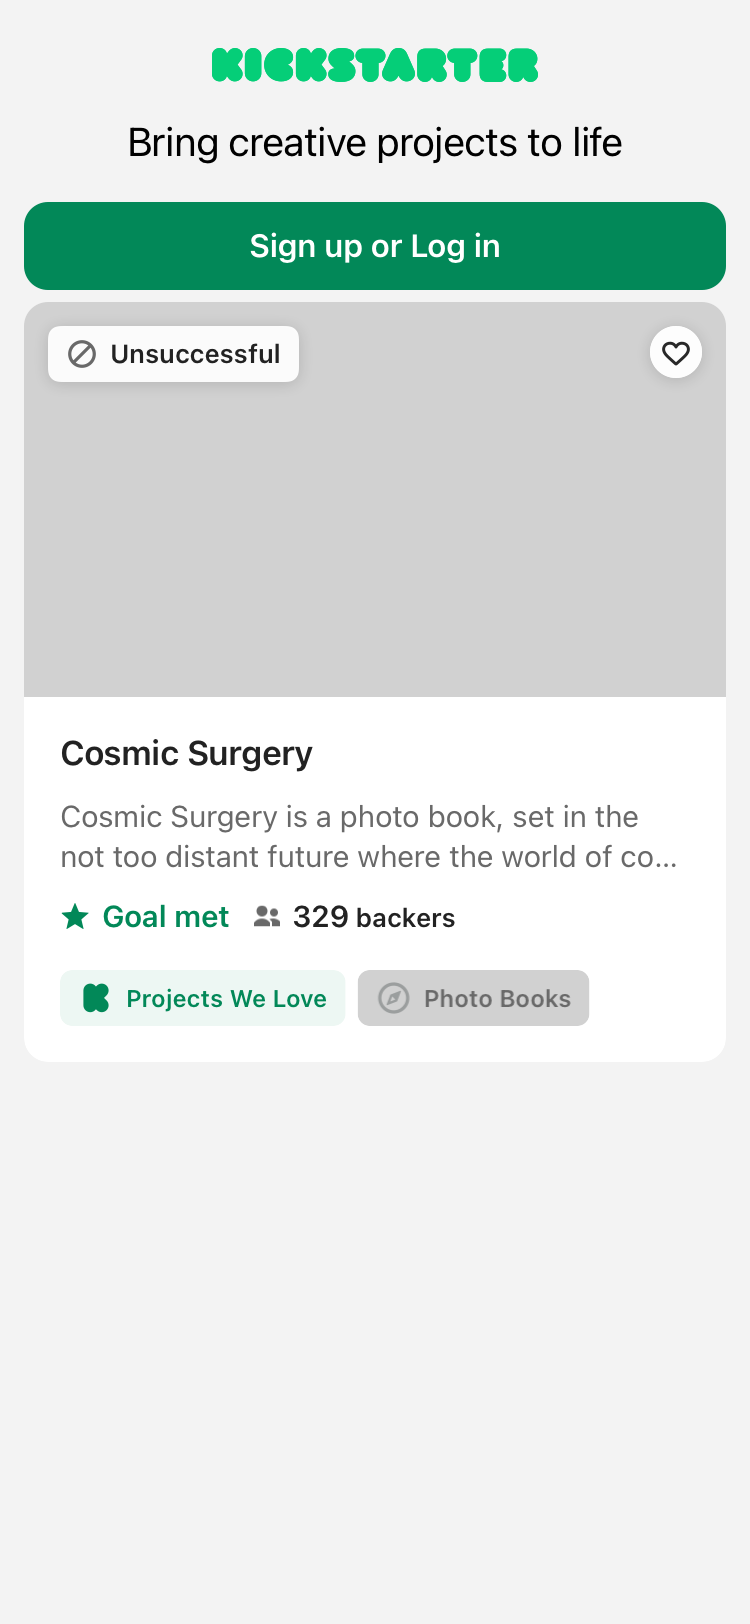 KICKSTARTER
Bring creative projects to life
Sign up or Log in
Unsuccessful
Cosmic Surgery
Cosmic Surgery is a photo book, set in the
not too distant future where the world of co...
Goal met 329 backers
Projects We Love Photo Books